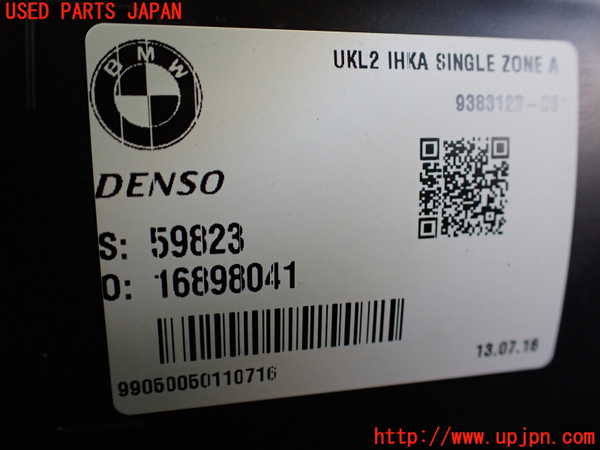 USED PARTS JAPAN
BMW
UKL2 IHKA SINGLE ZONE A
DENSO
S: 59823
O: 16898041
13.07.16
99050050110716
http://www.upjpn.com/